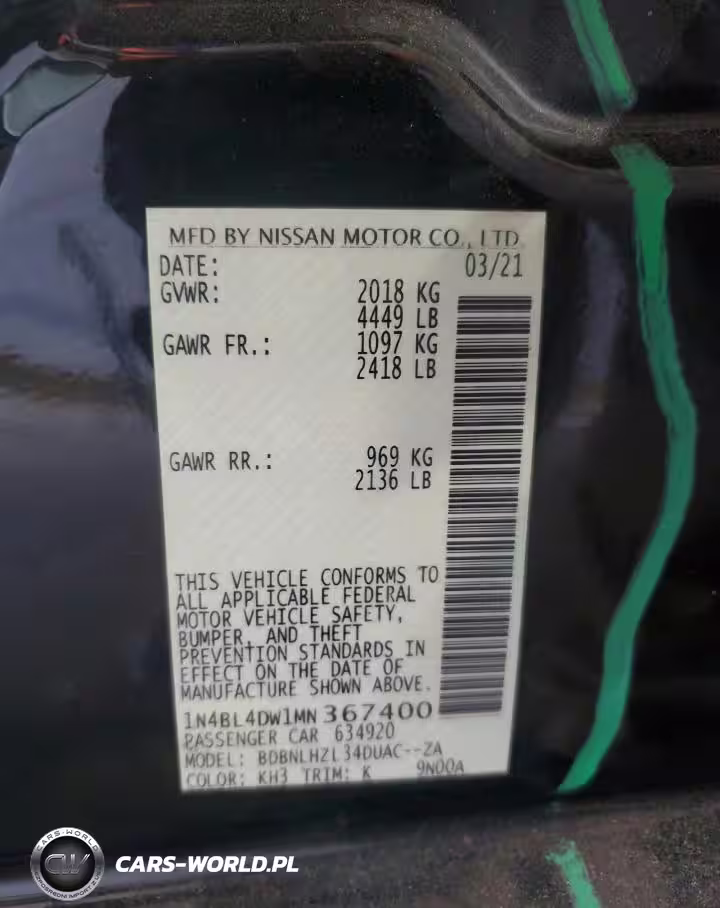 MFD BY NISSAN MOTOR CO., LTD.
DATE: 03/21
GVWR: 2018 KG
4449 LB
GAWR FR.: 1097 KG
2418 LB
GAWR RR.: 969 KG
2136 LB
THIS VEHICLE CONFORMS TO
ALL APPLICABLE FEDERAL
MOTOR VEHICLE SAFETY,
BUMPER, AND THEFT
PREVENTION STANDARDS IN
EFFECT ON THE DATE OF
MANUFACTURE SHOWN ABOVE.
1N4BL4DW1MN367400
PASSENGER CAR 634920
MODEL: BDBNLHZL34DUAC--ZA
COLOR: KH3 TRIM: K 9N00A
CARS-WORLD
CW
CARS-WORLD.PL